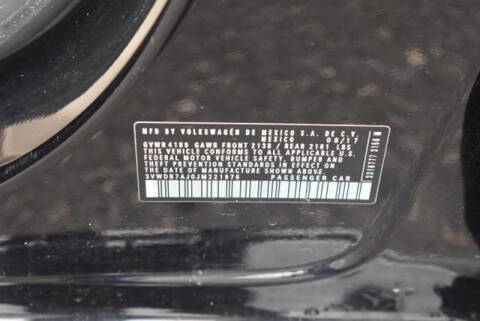 MFD BY VOLKSWAGEN DE MEXICO S.A. DE C.V.
MEXICO
GVWR 4189 GAWR FRONT 2138 / REAR 2161 LBS
THIS VEHICLE CONFORMS TO ALL APPLICABLE
FEDERAL MOTOR VEHICLE SAFETY, BUMPER AND
THEFT PREVENTION STANDARDS IN EFFECT ON
THE DATE OF MANUFACTURE SHOWN ABOVE
PASSENGER CAR